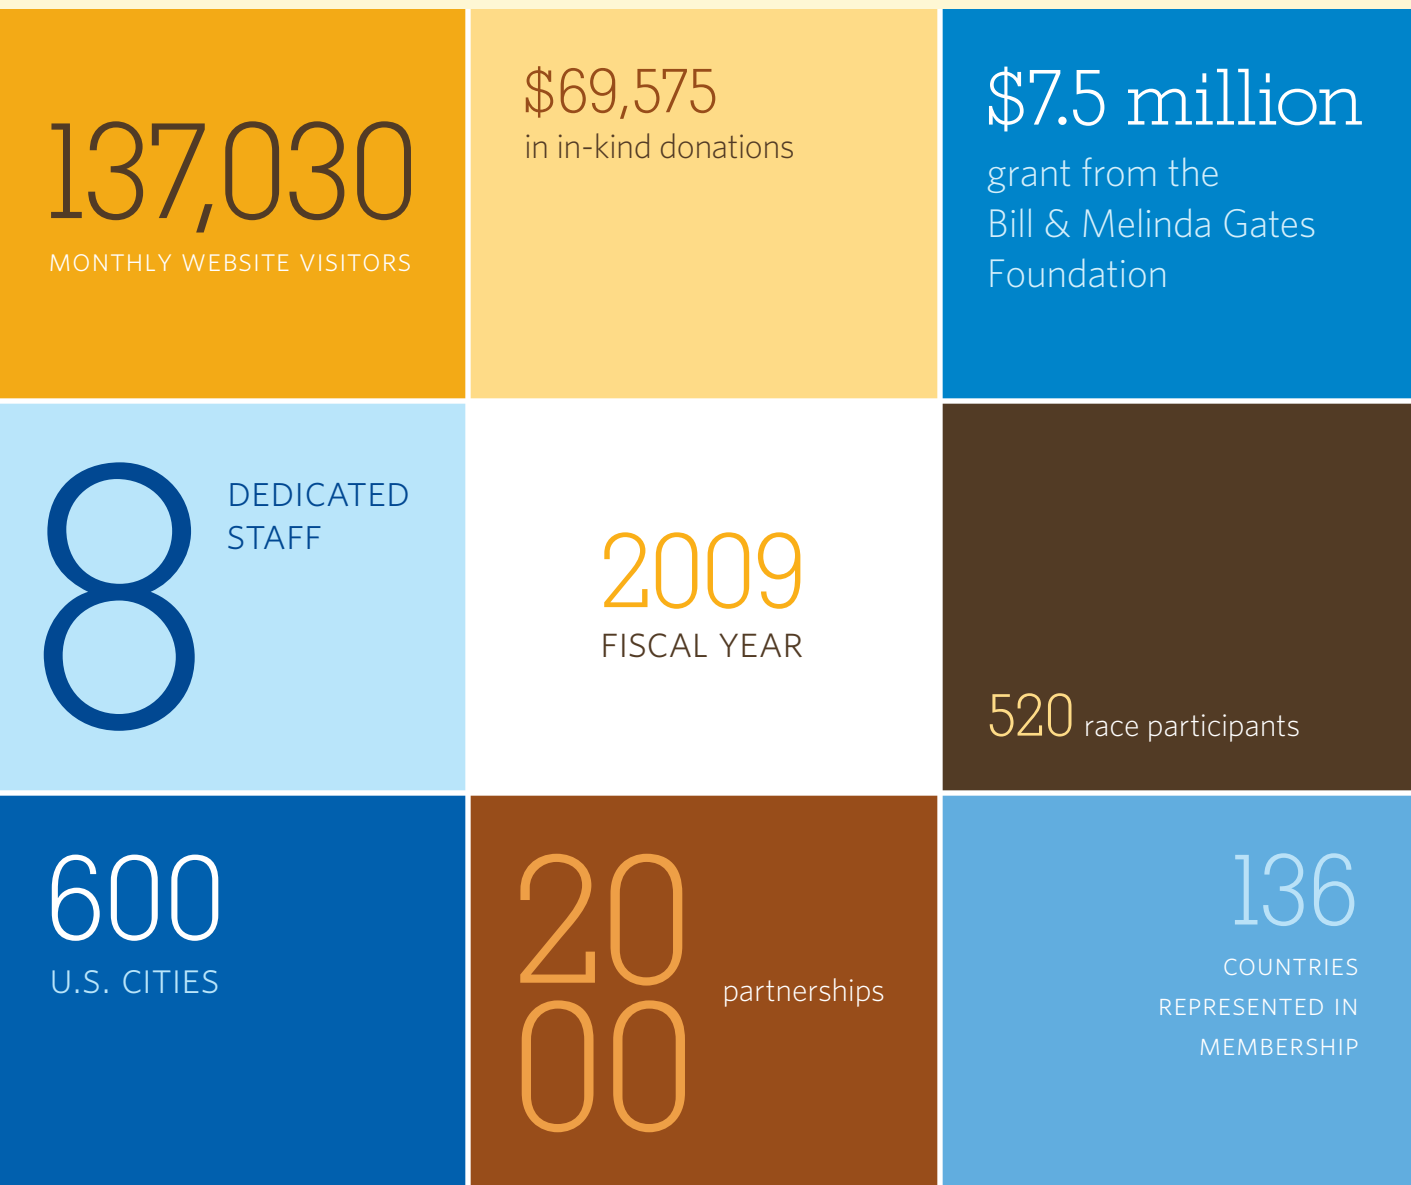 137,030
MONTHLY WEBSITE VISITORS
$69,575
in in-kind donations
$7.5 million
grant from the
Bill & Melinda Gates
Foundation
8
DEDICATED
STAFF
2009
FISCAL YEAR
520 race participants
600
U.S. CITIES
20
00
partnerships
136
COUNTRIES
REPRESENTED IN
MEMBERSHIP